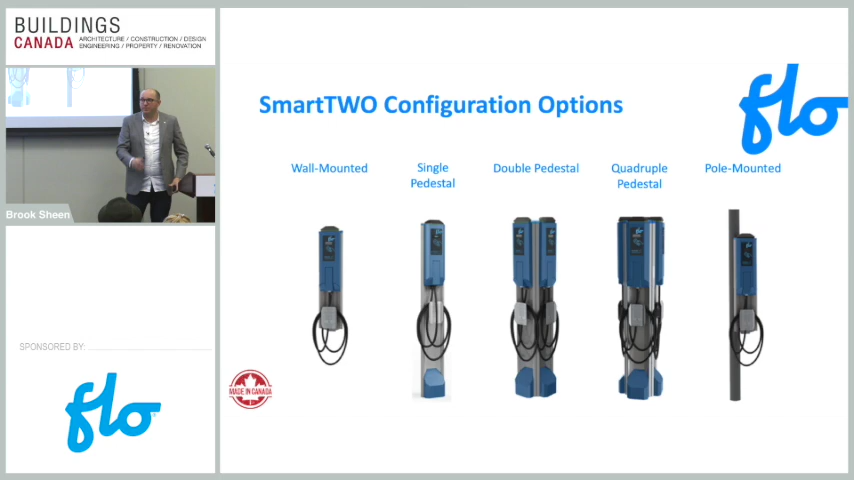 BUILDINGS
CANADA
ARCHITECTURE / CONSTRUCTION / DESIGN
ENGINEERING / PROPERTY / RENOVATION
Brook Sheen
SPONSORED BY:
flo
SmartTWO Configuration Options
flo
Wall-Mounted
Single
Pedestal
Double Pedestal
Quadruple
Pedestal
Pole-Mounted
MADE IN CANADA